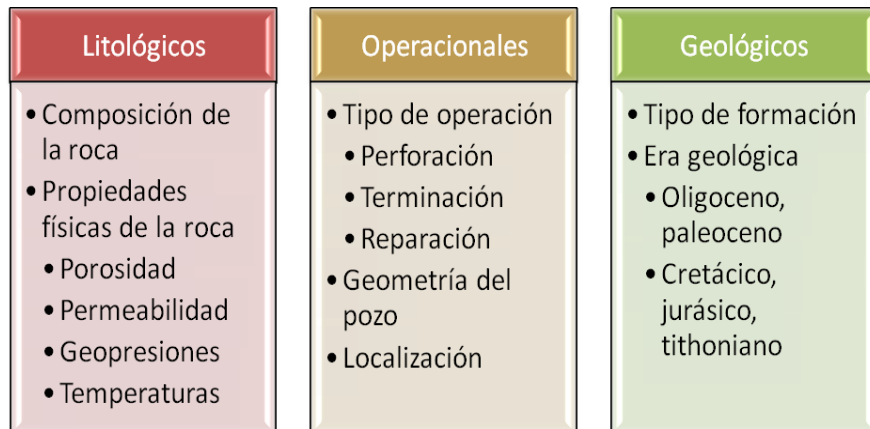 Litológicos
• Composición de
la roca
• Propiedades
físicas de la roca
• Porosidad
• Permeabilidad
• Geopresiones
• Temperaturas
Operacionales
• Tipo de operación
• Perforación
• Terminación
• Reparación
• Geometría del
pozo
• Localización
Geológicos
• Tipo de formación
• Era geológica
• Oligoceno,
paleoceno
• Cretácico,
jurásico,
tithoniano